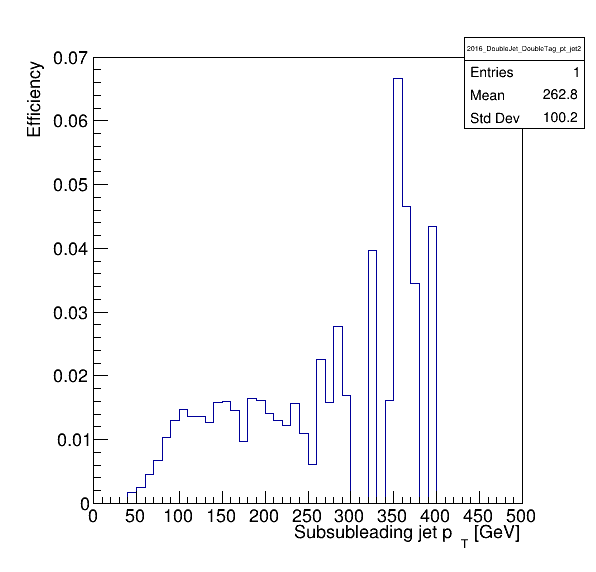 2016_DoubleJet_DoubleTag_pt_jet2
Entries 1
Mean 262.8
Std Dev 100.2
Efficiency
0.07
0.06
0.05
0.04
0.03
0.02
0.01
0
0 50 100 150 200 250 300 350 400 450 500
Subsubleading jet p T [GeV]